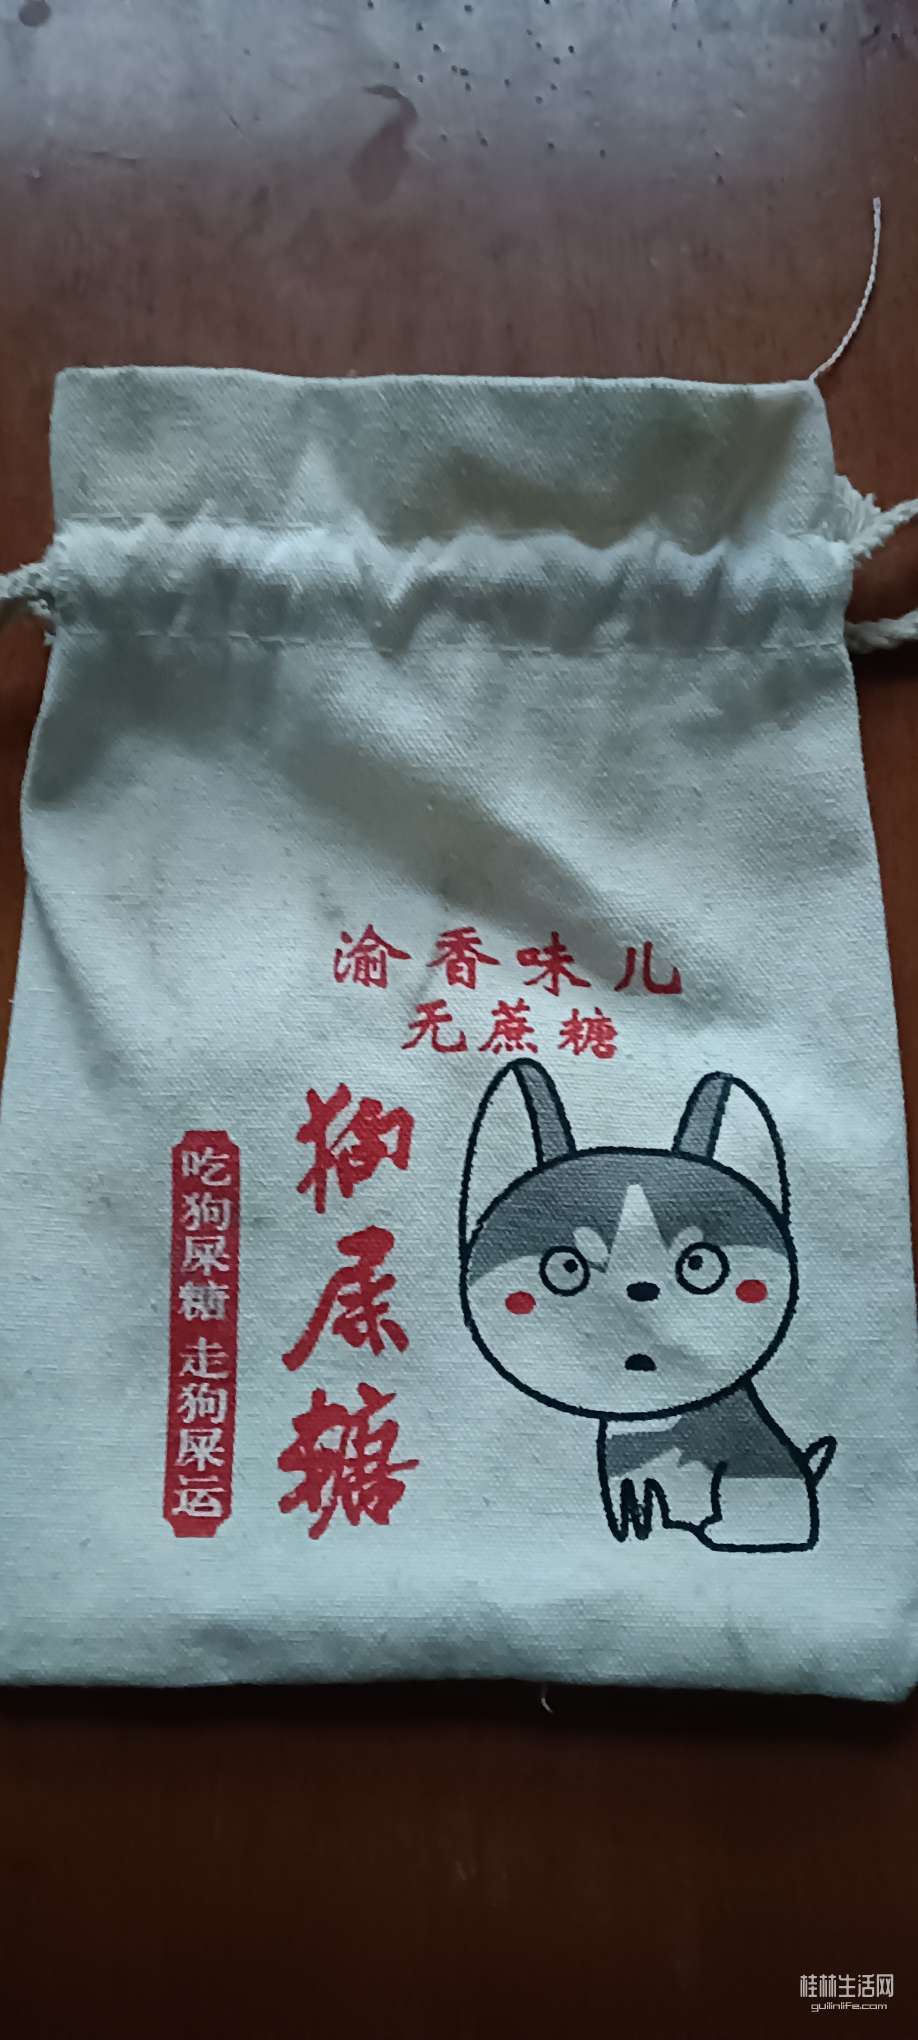 渝香味儿
无蔗糖
狗屎糖
吃狗屎糖 走狗屎运
桂林生活网
guilinlife.com